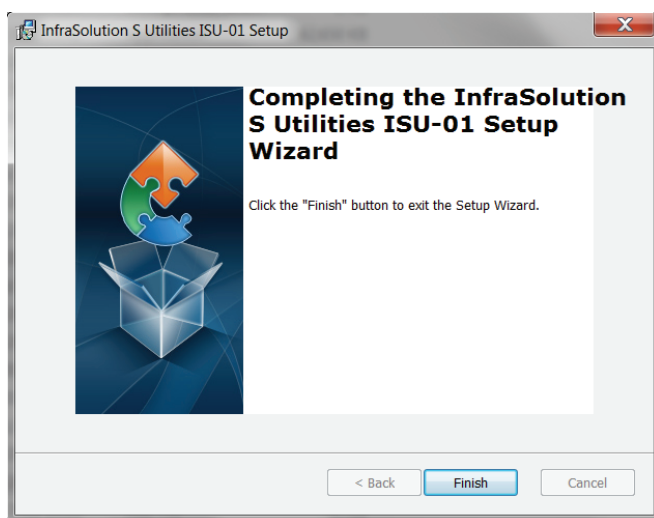 InfraSolution S Utilities ISU-01 Setup
X
Completing the InfraSolution
S Utilities ISU-01 Setup
Wizard
Click the "Finish" button to exit the Setup Wizard.
< Back
Finish
Cancel